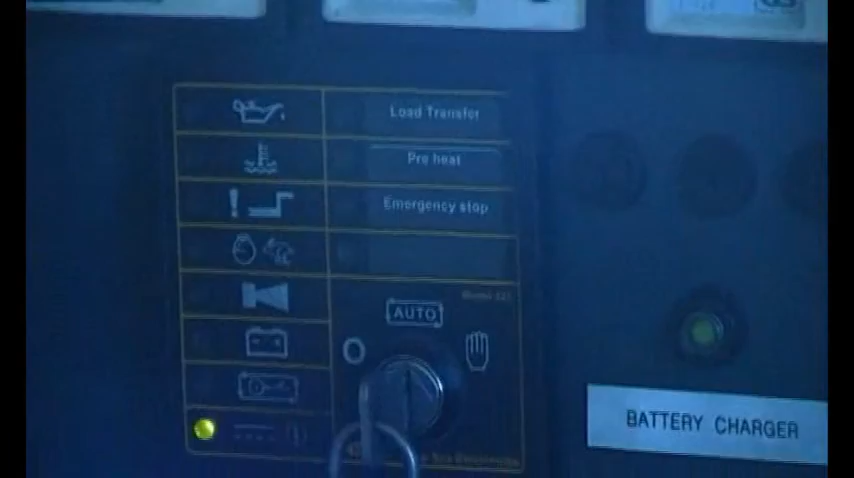 Load Transfer
Pre heat
Emergency stop
AUTO
O
BATTERY CHARGER